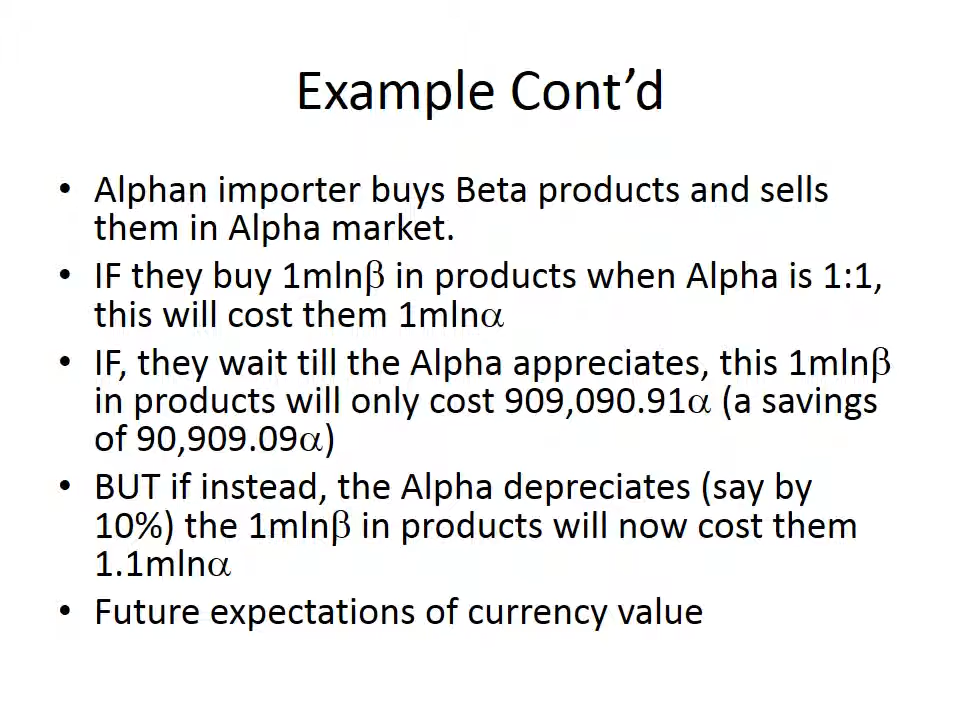 Example Cont’d
• Alphan importer buys Beta products and sells
them in Alpha market.
• IF they buy 1mlnβ in products when Alpha is 1:1,
this will cost them 1mlnα
• IF, they wait till the Alpha appreciates, this 1mlnβ
in products will only cost 909,090.91α (a savings
of 90,909.09α)
• BUT if instead, the Alpha depreciates (say by
10%) the 1mlnβ in products will now cost them
1.1mlnα
• Future expectations of currency value